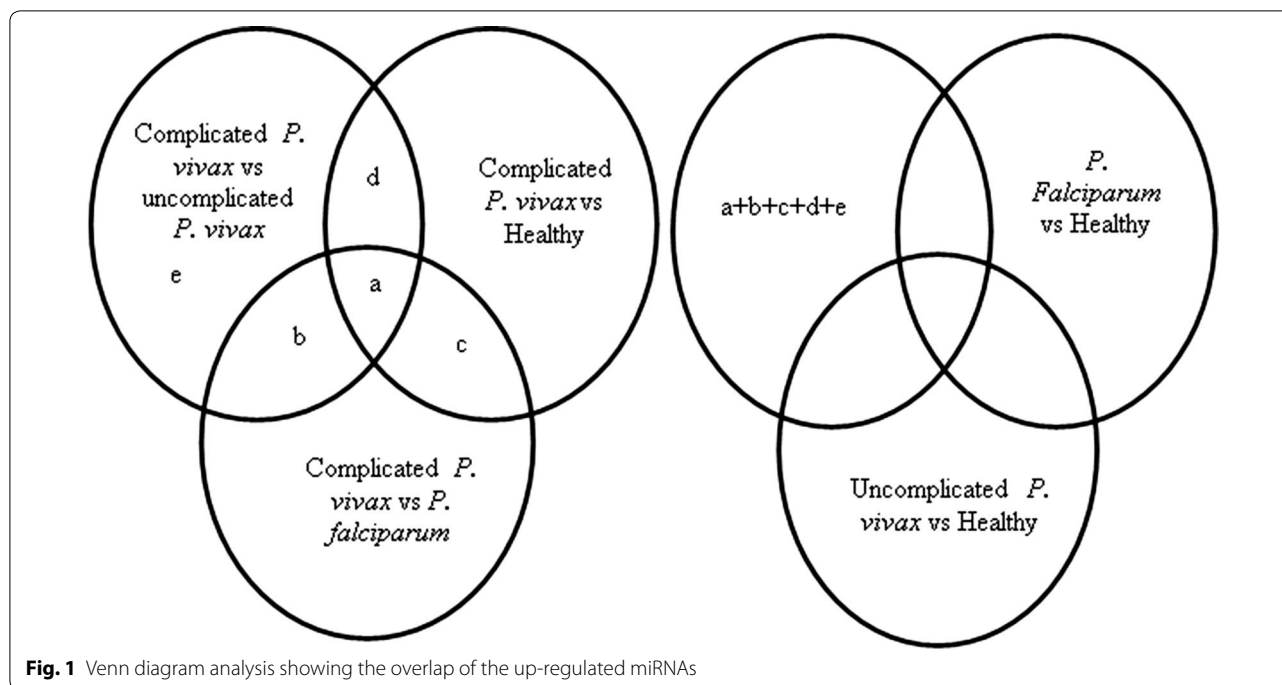 Complicated P.
vivax vs
uncomplicated
P. vivax
e
d
Complicated
P. vivax vs
Healthy
a
b
c
Complicated P.
vivax vs P.
falciparum
a+b+c+d+e
P.
Falciparum
vs Healthy
Uncomplicated P.
vivax vs Healthy
Fig. 1 Venn diagram analysis showing the overlap of the up-regulated miRNAs